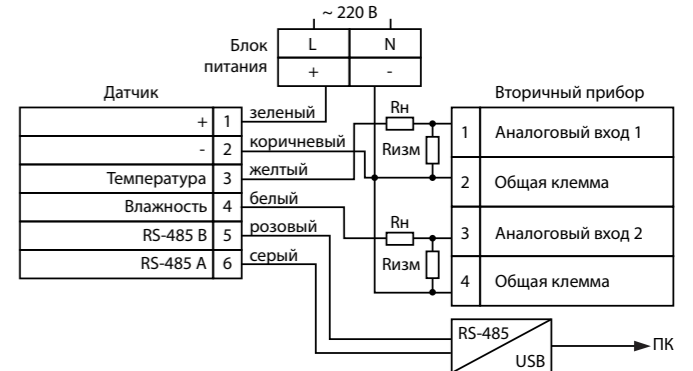 ~ 220 В
Блок питания
L N
+ -
Датчик
+ 1 зеленый
- 2 коричневый
Температура 3 желтый
Влажность 4 белый
RS-485 B 5 розовый
RS-485 A 6 серый
Rн
Rизм
Rн
Rизм
Вторичный прибор
1 Аналоговый вход 1
2 Общая клемма
3 Аналоговый вход 2
4 Общая клемма
RS-485
USB
ПК